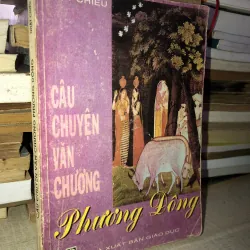 CHIÊU
CÂU
CHUYỆN
VĂN
CHƯƠNG
Phương Đông
XUẤT BẢN GIÁO DỤC